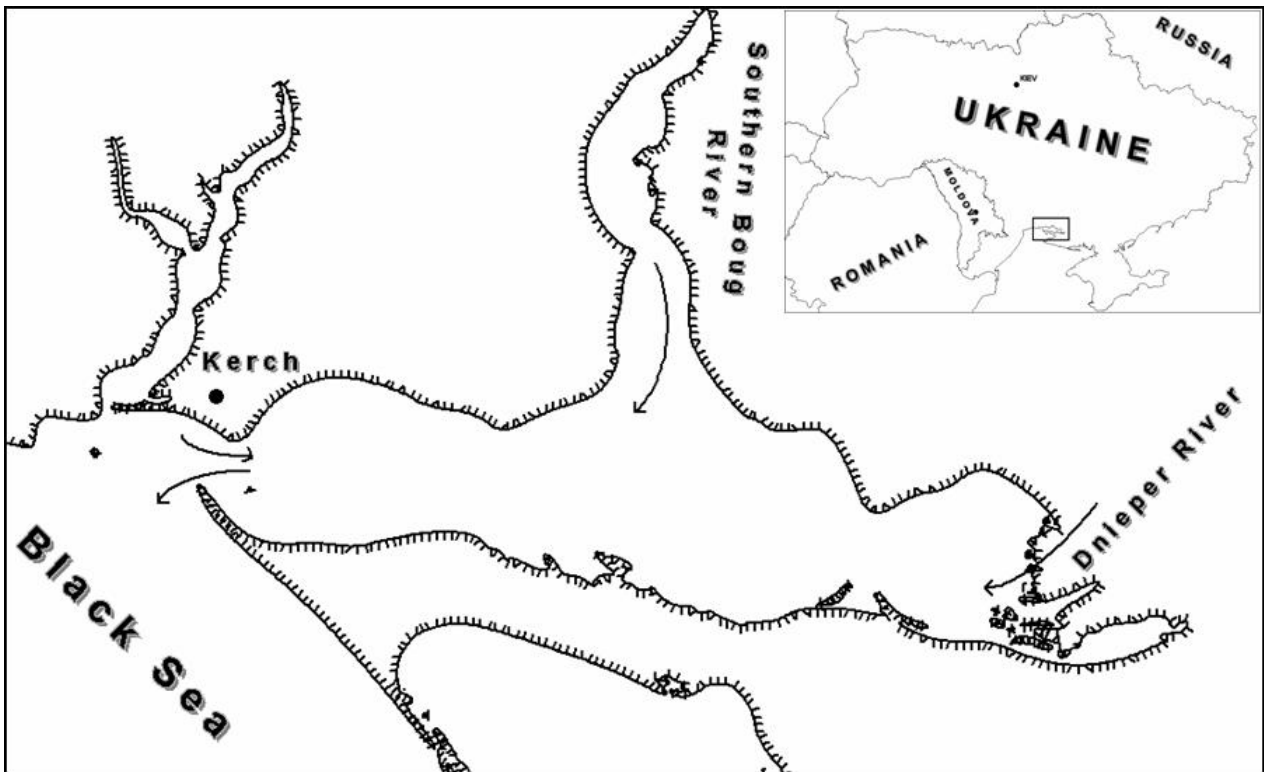 Southern Boug
River
RUSSIA
KIEV
UKRAINE
MOLDOVA
ROMANIA
Kerch
Dnieper River
Black Sea